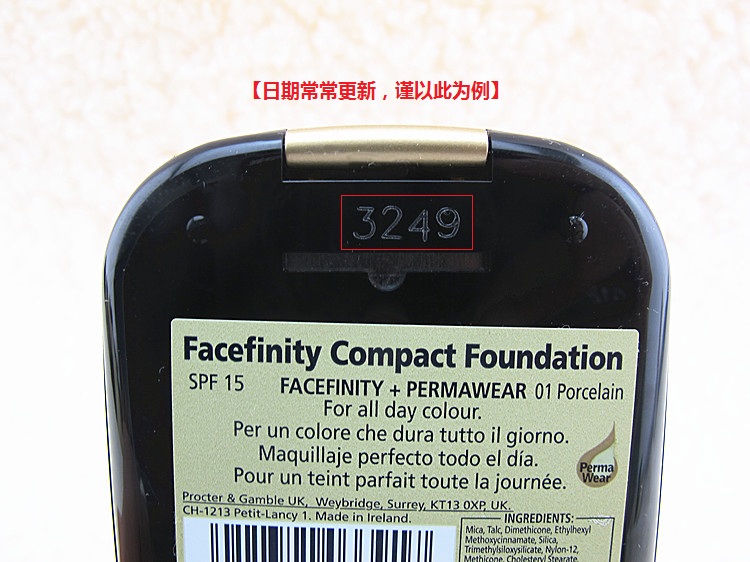 【日期常常更新，谨以此为例】
3249
Facefinity Compact Foundation
SPF 15 FACEFINITY + PERMAWEAR 01 Porcelain
For all day colour.
Per un colore che dura tutto il giorno.
Maquillaje perfecto todo el día.
Pour un teint parfait toute la journée.
Perma
Wear
Procter & Gamble UK, Weybridge, Surrey, KT13 0XP, UK.
CH-1213 Petit-Lancy 1. Made in Ireland.
INGREDIENTS:
Mica, Talc, Dimethicone, Ethylhexyl
Methoxycinnamate, Silica,
Trimethylsiloxysilicate, Nylon-12,
Methicone, Cholesteryl Stearate,